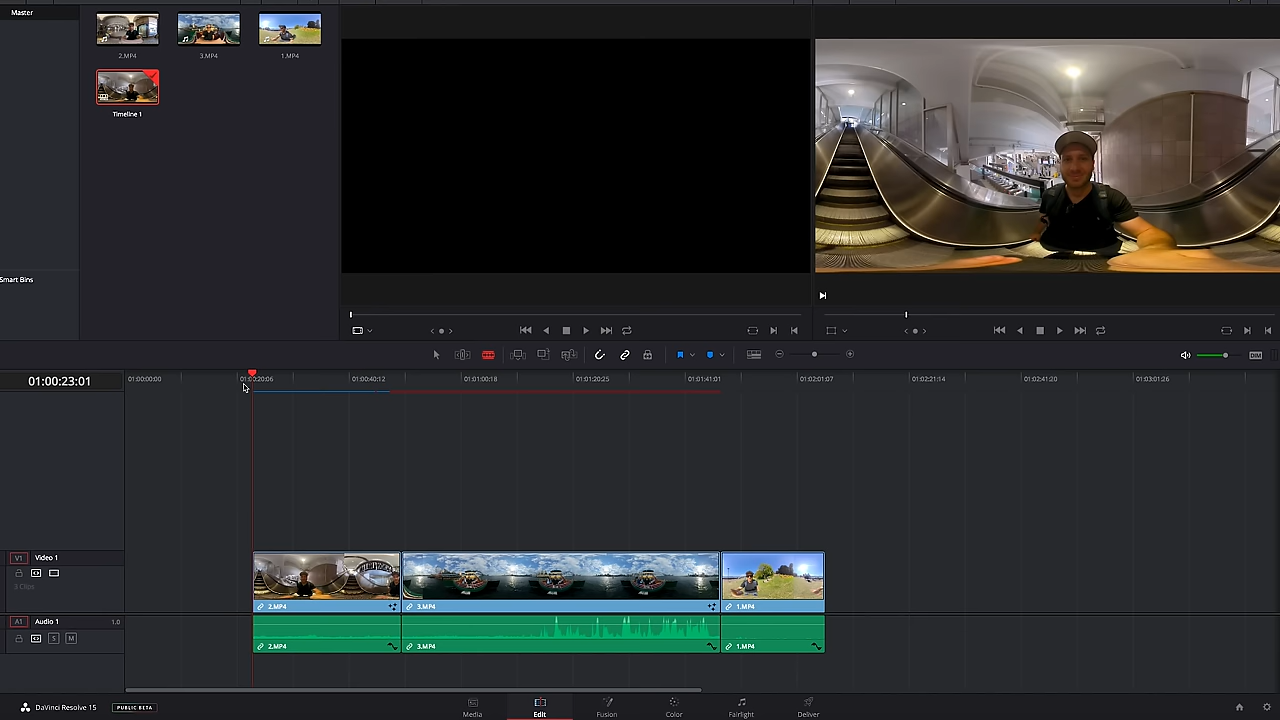 Master
2.MP4
3.MP4
1.MP4
Timeline 1
Smart Bins
01:00:23:01
01:00:00:00
01:00:20:06
01:00:40:12
01:01:00:18
01:01:20:25
01:01:41:01
01:02:01:07
01:02:21:14
01:02:41:20
01:03:01:26
DIM
V1 Video 1
3 Clips
2.MP4
3.MP4
1.MP4
A1 Audio 1 1.0
S M
2.MP4
3.MP4
1.MP4
DaVinci Resolve 15 PUBLIC BETA
Media
Edit
Fusion
Color
Fairlight
Deliver